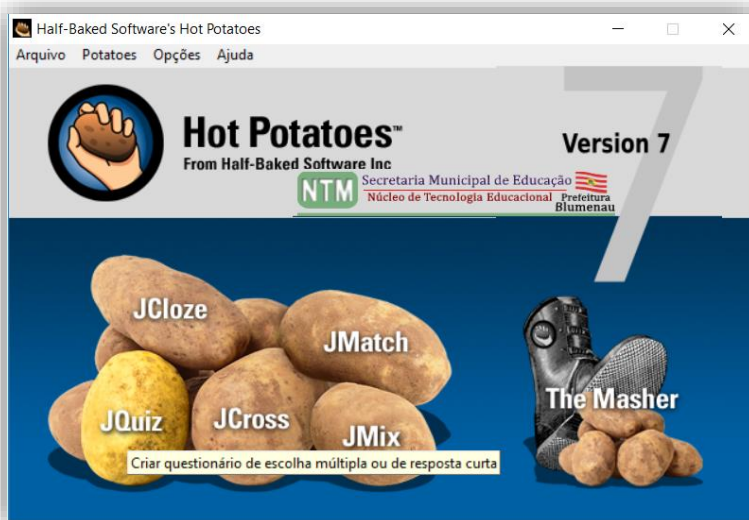 Half-Baked Software's Hot Potatoes
Arquivo Potatoes Opções Ajuda
7
Hot Potatoes™
From Half-Baked Software Inc
Version 7
NTM
Secretaria Municipal de Educação
Núcleo de Tecnologia Educacional
Prefeitura
Blumenau
JCloze
JMatch
JQuiz
JCross
JMix
The Masher
Criar questionário de escolha múltipla ou de resposta curta